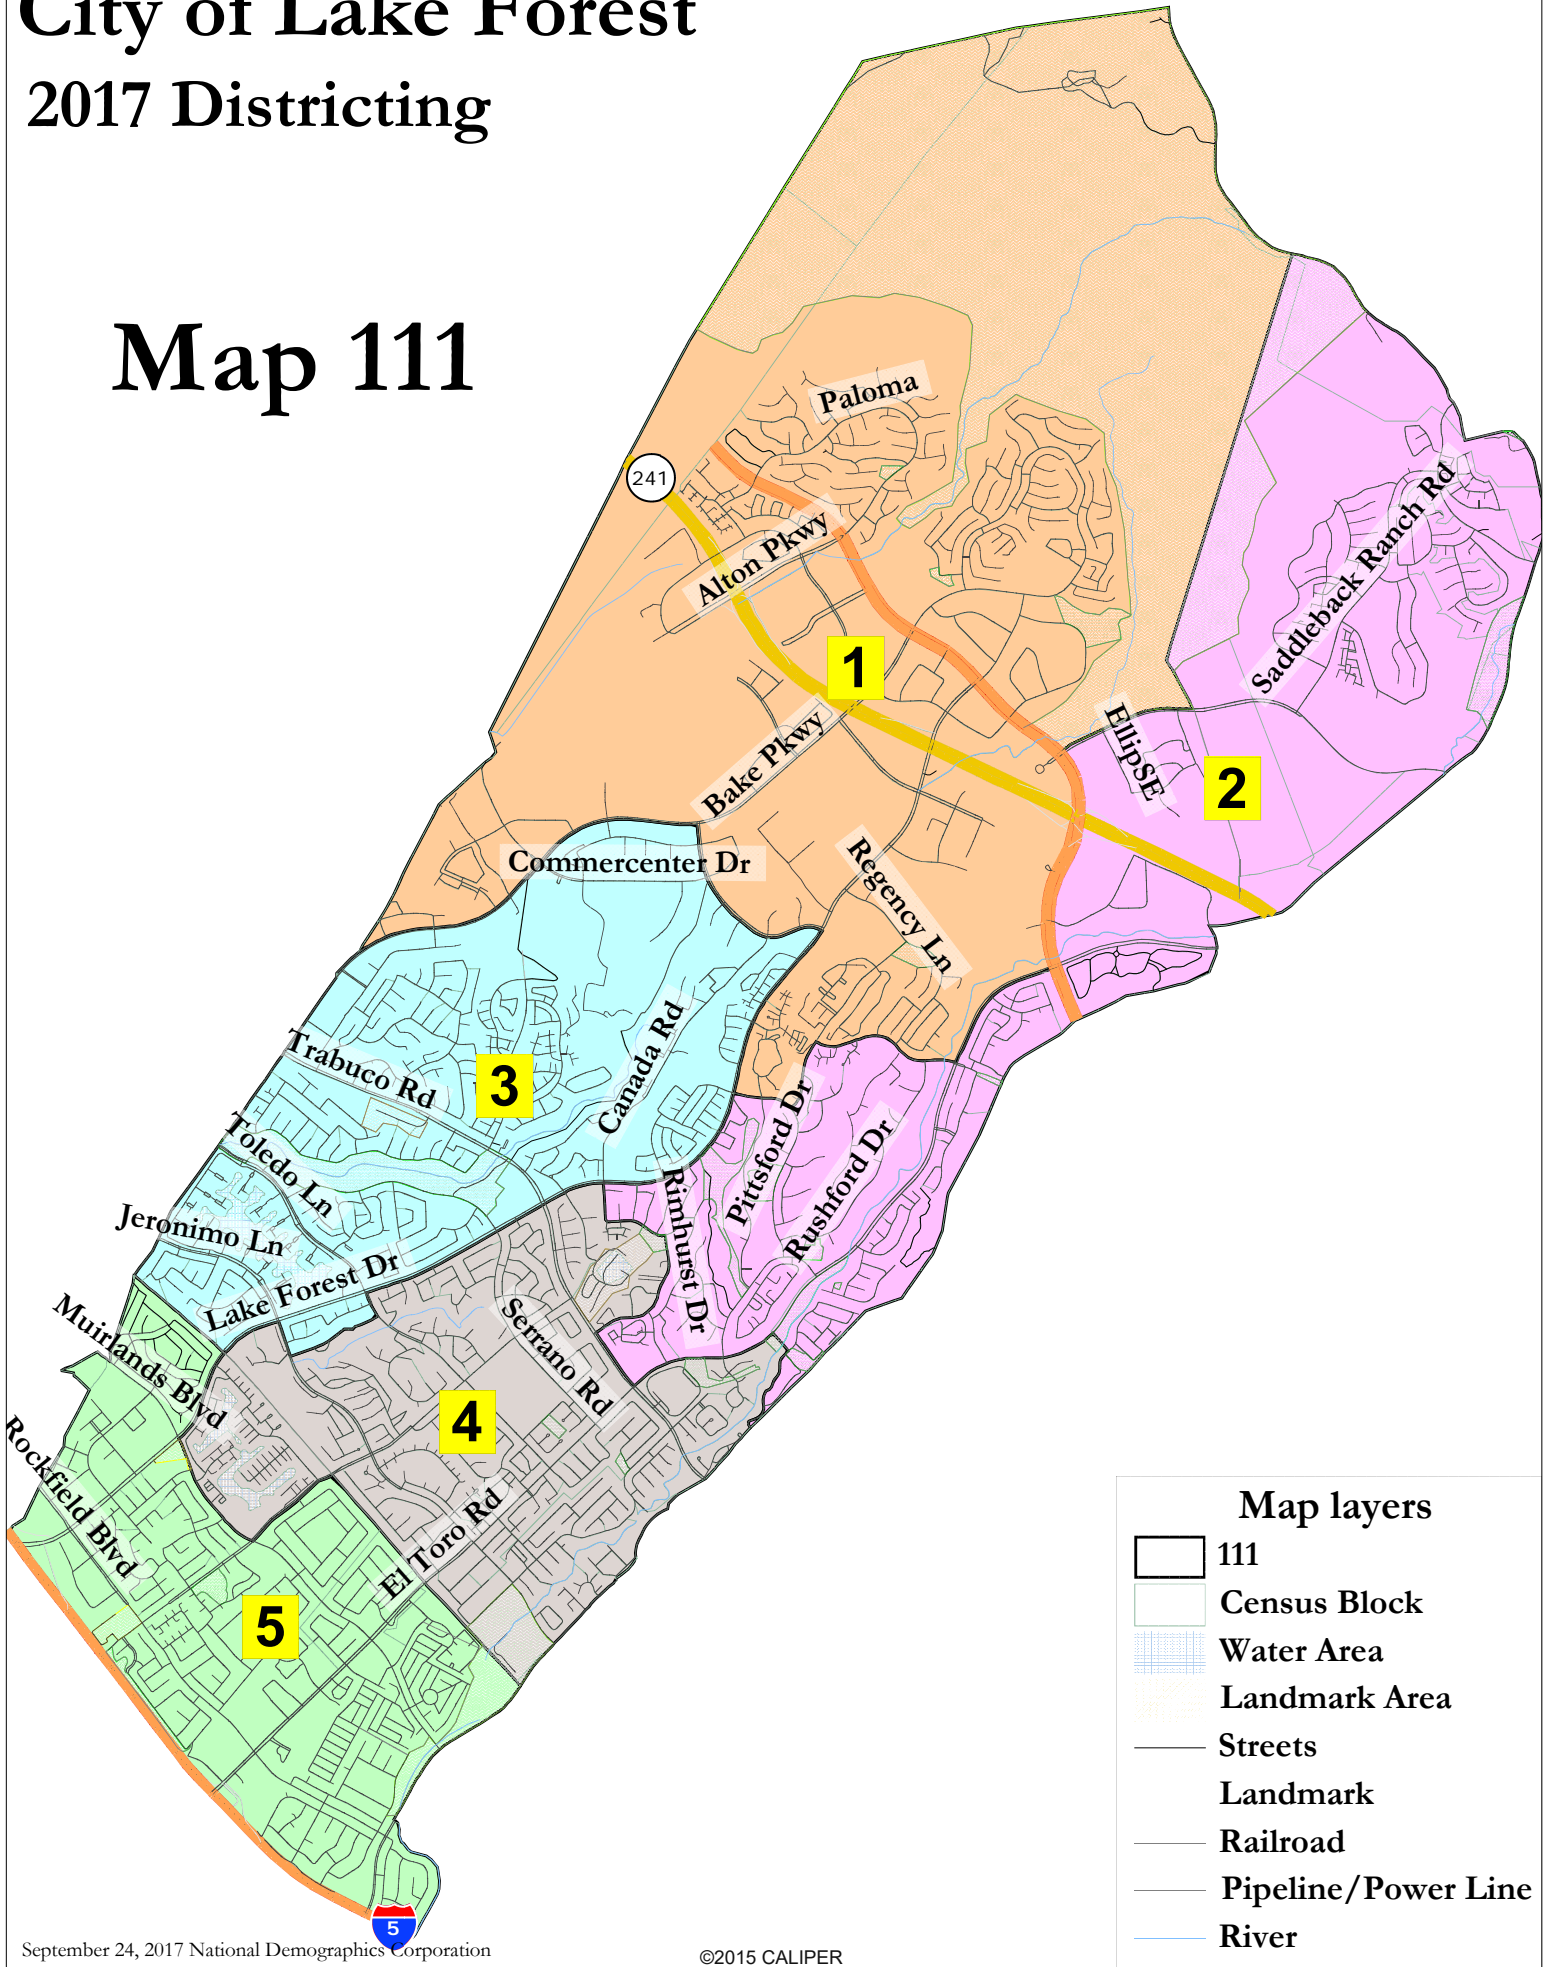 City of Lake Forest
2017 Districting
Map 111
Paloma
241
Alton Pkwy
Saddleback Ranch Rd
1
EllipSE
Bake Pkwy
2
Commercenter Dr
Regency Ln
Trabuco Rd
3
Canada Rd
Toledo Ln
Pittsford Dr
Rushford Dr
Rimhurst Dr
Jeronimo Ln
Lake Forest Dr
Muirlands Blvd
Serrano Rd
4
Rockfield Blvd
El Toro Rd
5
5
Map layers
111
Census Block
Water Area
Landmark Area
Streets
Landmark
Railroad
Pipeline/Power Line
River
September 24, 2017 National Demographics Corporation
©2015 CALIPER